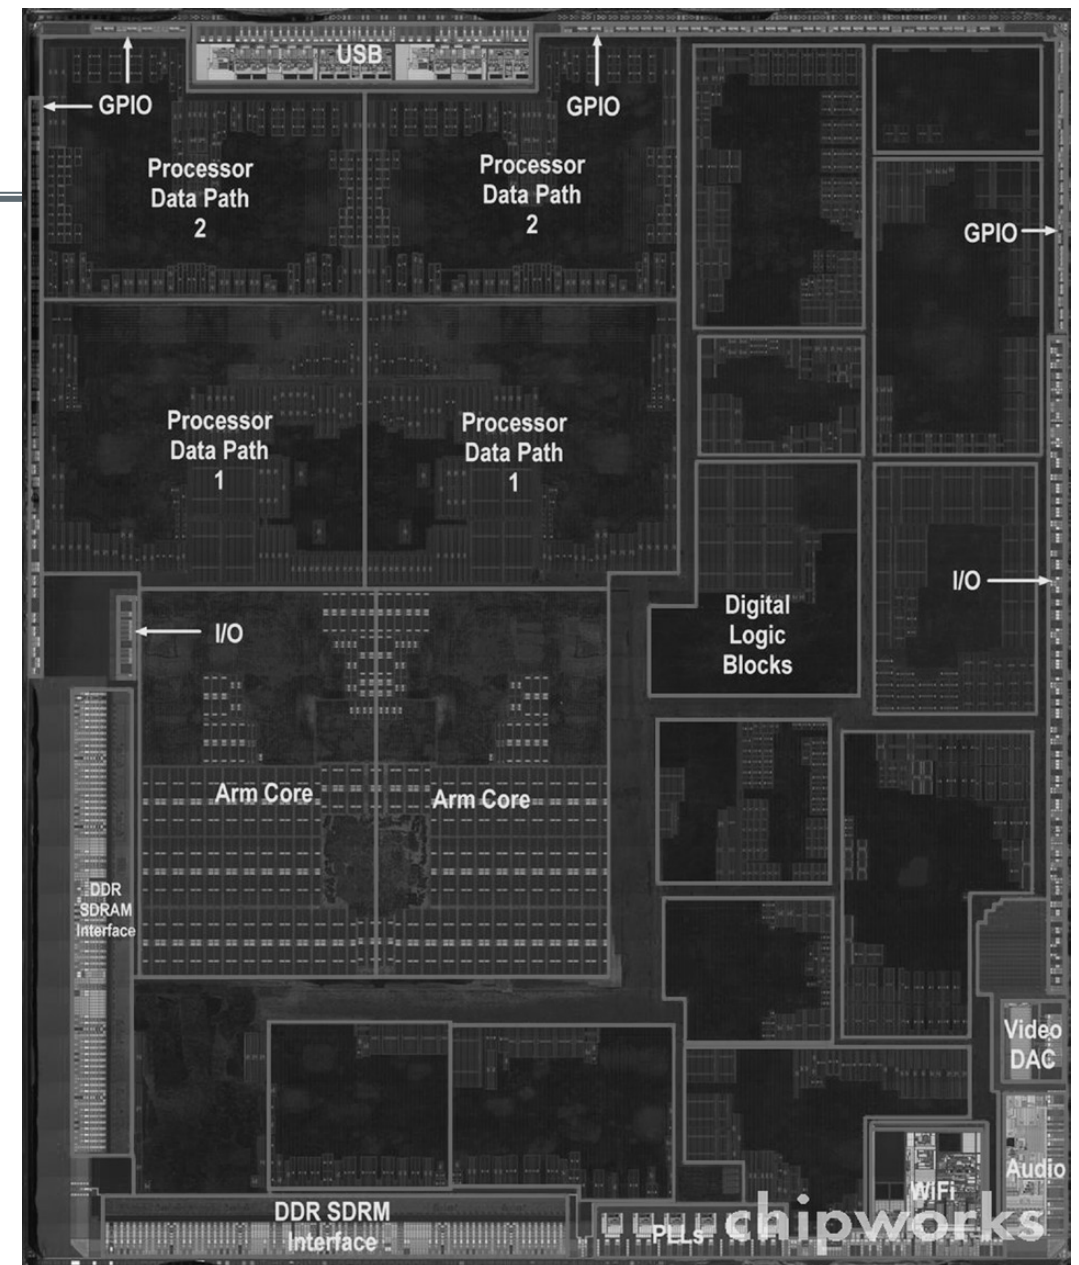 USB
GPIO
GPIO
Processor
Data Path
2
Processor
Data Path
2
GPIO
Processor
Data Path
1
Processor
Data Path
1
I/O
Digital
Logic
Blocks
I/O
Arm Core
Arm Core
DDR
SDRAM
Interface
Video
DAC
Audio
WiFi
DDR SDRM
Interface
PLLs
chipworks